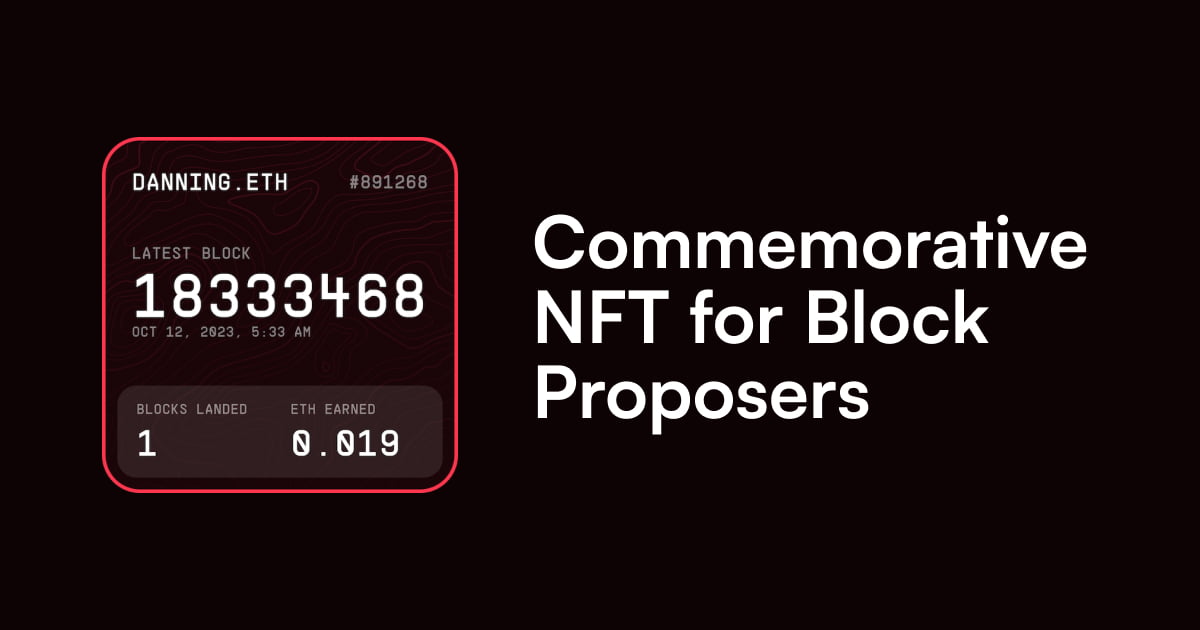 DANNING.ETH #891268
LATEST BLOCK
18333468
OCT 12, 2023, 5:33 AM
BLOCKS LANDED ETH EARNED
1 0.019
Commemorative
NFT for Block
Proposers